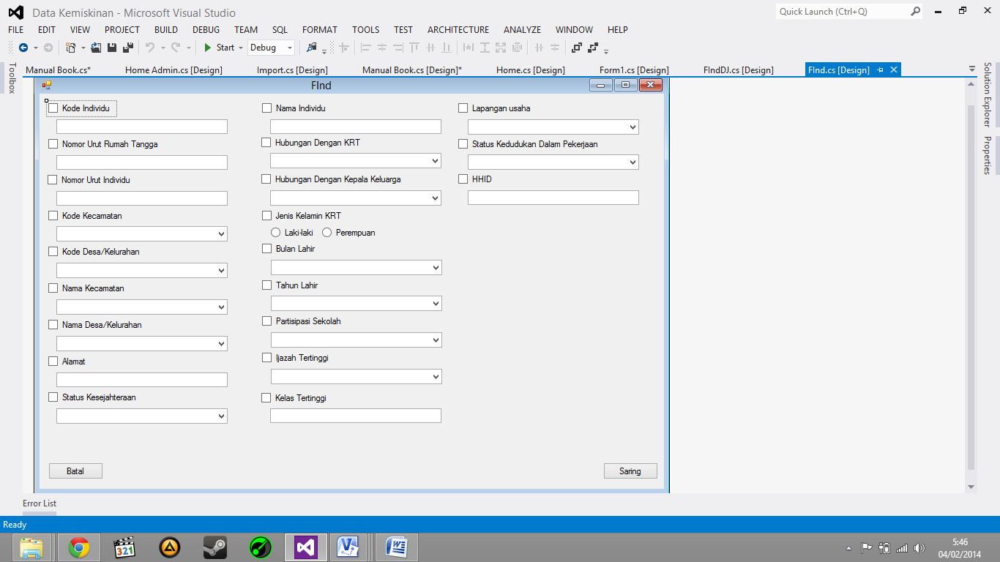 Data Kemiskinan - Microsoft Visual Studio
Quick Launch (Ctrl+Q)
FILE EDIT VIEW PROJECT BUILD DEBUG TEAM SQL FORMAT TOOLS TEST ARCHITECTURE ANALYZE WINDOW HELP
Start Debug
Toolbox
Manual Book.cs* Home Admin.cs [Design] Import.cs [Design] Manual Book.cs [Design]* Home.cs [Design] Form1.cs [Design] FIndDJ.cs [Design] FInd.cs [Design]
Solution Explorer
Properties
FInd
Kode Individu
Nomor Urut Rumah Tangga
Nomor Urut Individu
Kode Kecamatan
Kode Desa/Kelurahan
Nama Kecamatan
Nama Desa/Kelurahan
Alamat
Status Kesejahteraan
Nama Individu
Hubungan Dengan KRT
Hubungan Dengan Kepala Keluarga
Jenis Kelamin KRT
Laki-laki Perempuan
Bulan Lahir
Tahun Lahir
Partisipasi Sekolah
Ijazah Tertinggi
Kelas Tertinggi
Lapangan usaha
Status Kedudukan Dalam Pekerjaan
HHID
Batal
Saring
Error List
Ready
321
5:46
04/02/2014